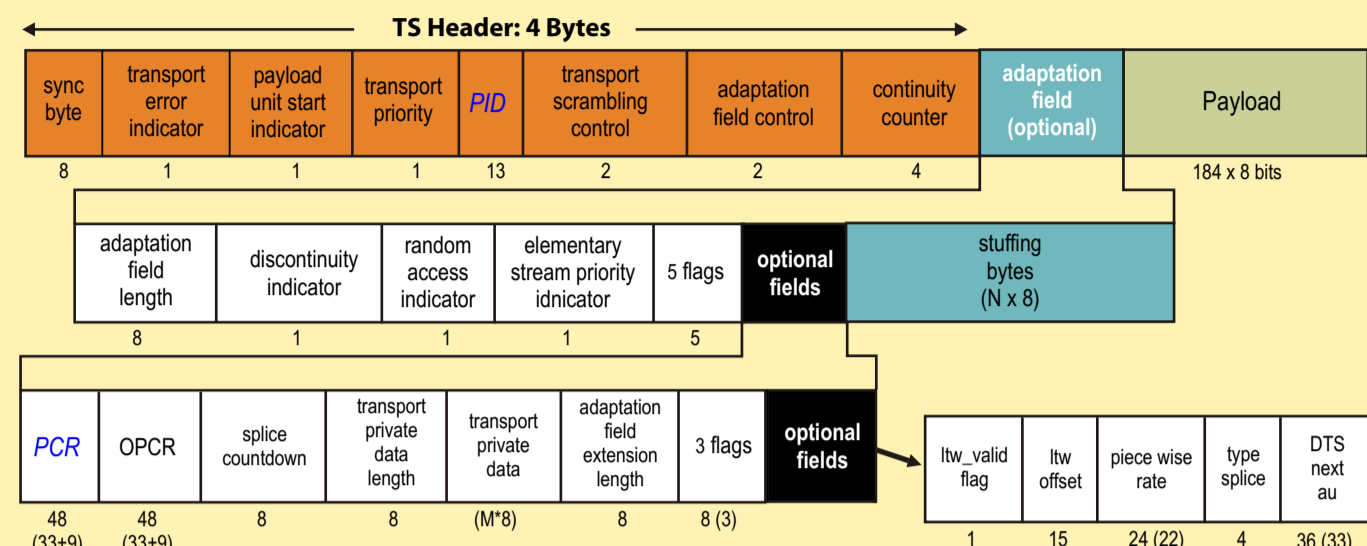 TS Header: 4 Bytes
sync
byte
transport
error
indicator
payload
unit start
indicator
transport
priority
PID
transport
scrambling
control
adaptation
field control
continuity
counter
adaptation
field
(optional)
Payload
8
1
1
1
13
2
2
4
184 x 8 bits
adaptation
field
length
discontinuity
indicator
random
access
indicator
elementary
stream priority
idnicator
5 flags
optional
fields
stuffing
bytes
(N x 8)
8
1
1
1
5
PCR
OPCR
splice
countdown
transport
private
data
length
transport
private
data
adaptation
field
extension
length
3 flags
optional
fields
48
(33+9)
48
(33+9)
8
8
(M*8)
8
8 (3)
ltw_valid
flag
ltw
offset
piece wise
rate
type
splice
DTS
next
au
1
15
24 (22)
4
36 (33)